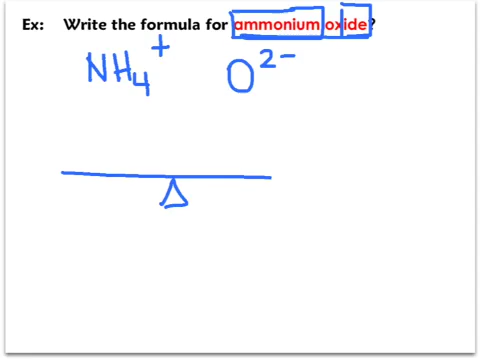 Ex: Write the formula for ammonium oxide?
NH₄⁺ O²⁻